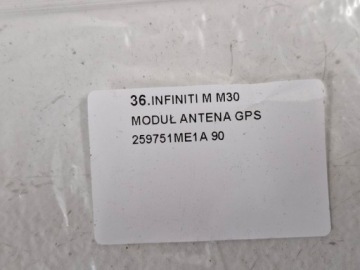 36.INFINITI M M30
MODUŁ ANTENA GPS
259751ME1A 90